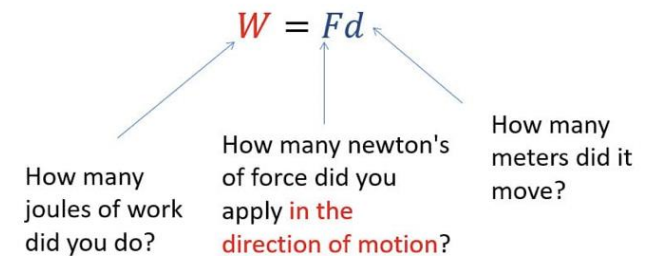 W = Fd
How many
joules of work
did you do?
How many newton's
of force did you
apply in the
direction of motion?
How many
meters did it
move?